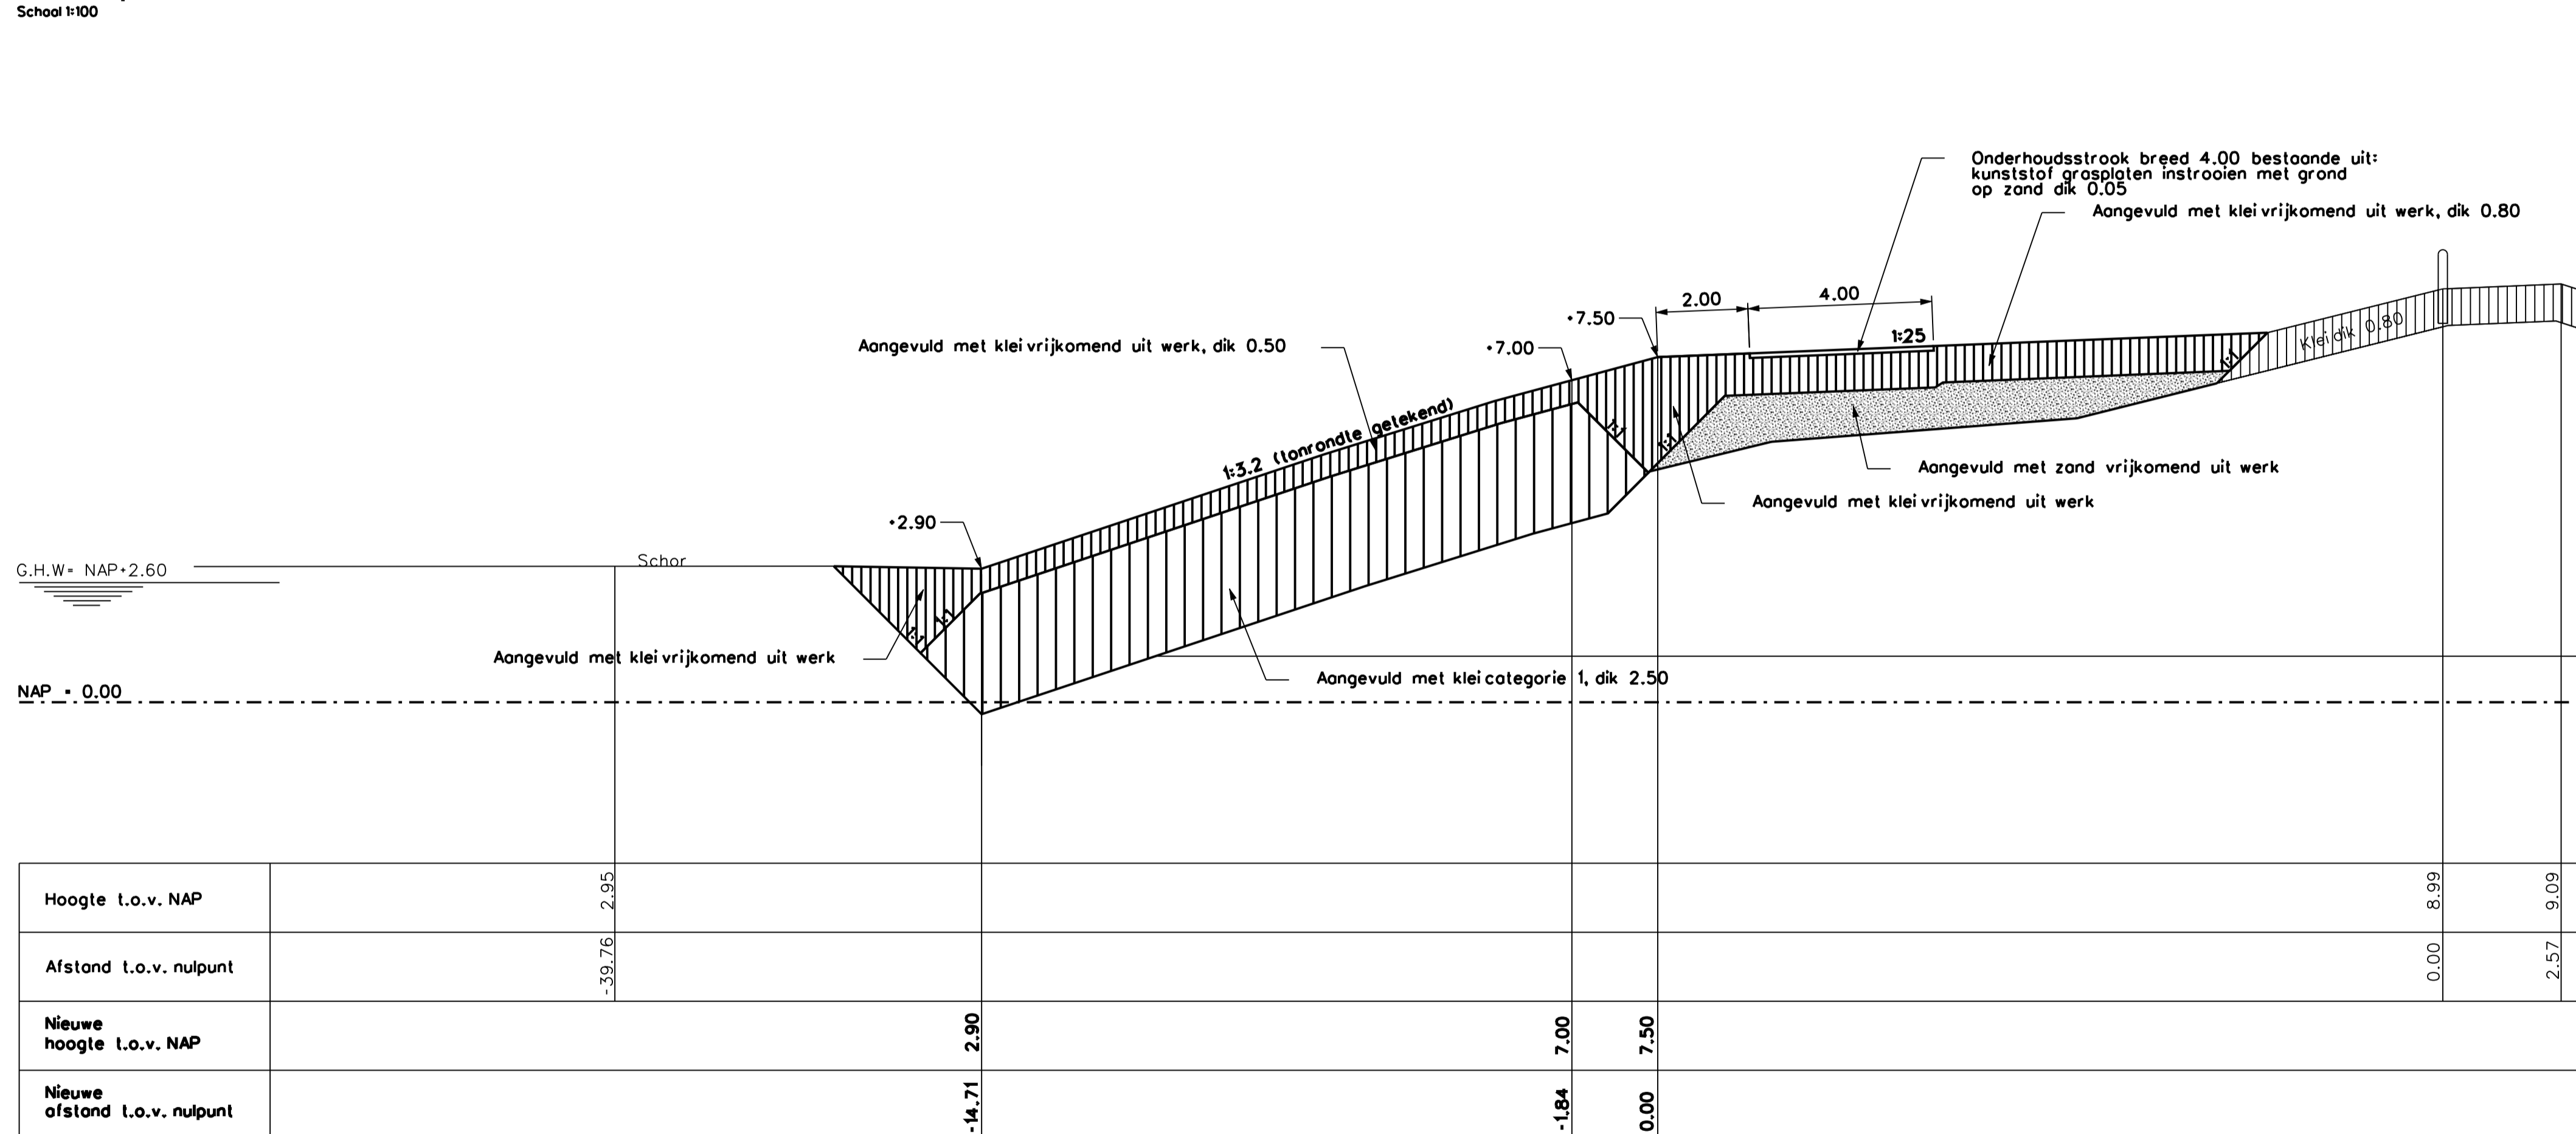 Schaal 1:100
Onderhoudsstrook breed 4.00 bestaande uit:
kunststof grasplaten instrooien met grond
op zand dik 0.05
Aangevuld met klei vrijkomend uit werk, dik 0.80
2.00
4.00
+7.50
1:25
+7.00
Aangevuld met klei vrijkomend uit werk, dik 0.50
Klei dik 0.80
1:1
1:3.2 (tonrondte getekend)
1:1
1:1
Aangevuld met zand vrijkomend uit werk
Aangevuld met klei vrijkomend uit werk
+2.90
Schor
G.H.W= NAP+2.60
1:1
1:1
Aangevuld met klei vrijkomend uit werk
Aangevuld met klei categorie 1, dik 2.50
NAP = 0.00
Hoogte t.o.v. NAP
2.95
8.99
9.09
Afstand t.o.v. nulpunt
-39.76
0.00
2.57
Nieuwe
hoogte t.o.v. NAP
2.90
7.00
7.50
Nieuwe
afstand t.o.v. nulpunt
-14.71
-1.84
0.00